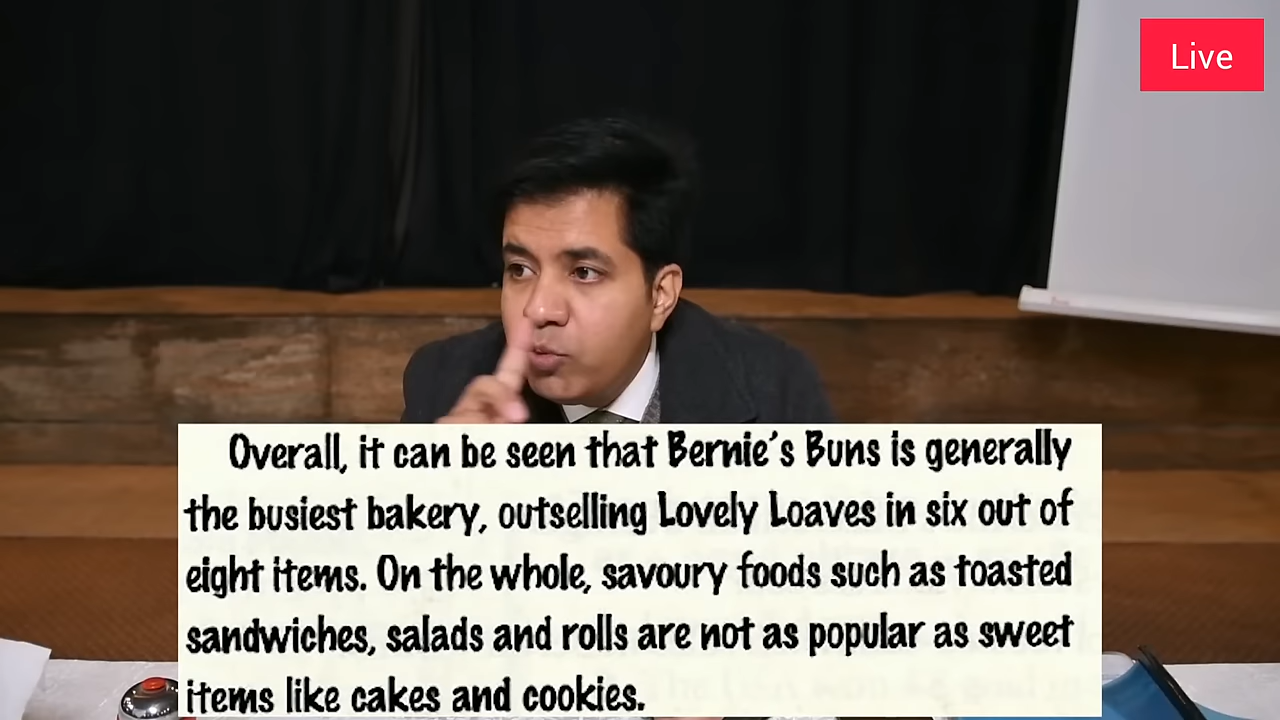 Live
Overall, it can be seen that Bernie's Buns is generally
the busiest bakery, outselling Lovely Loaves in six out of
eight items. On the whole, savoury foods such as toasted
sandwiches, salads and rolls are not as popular as sweet
items like cakes and cookies.